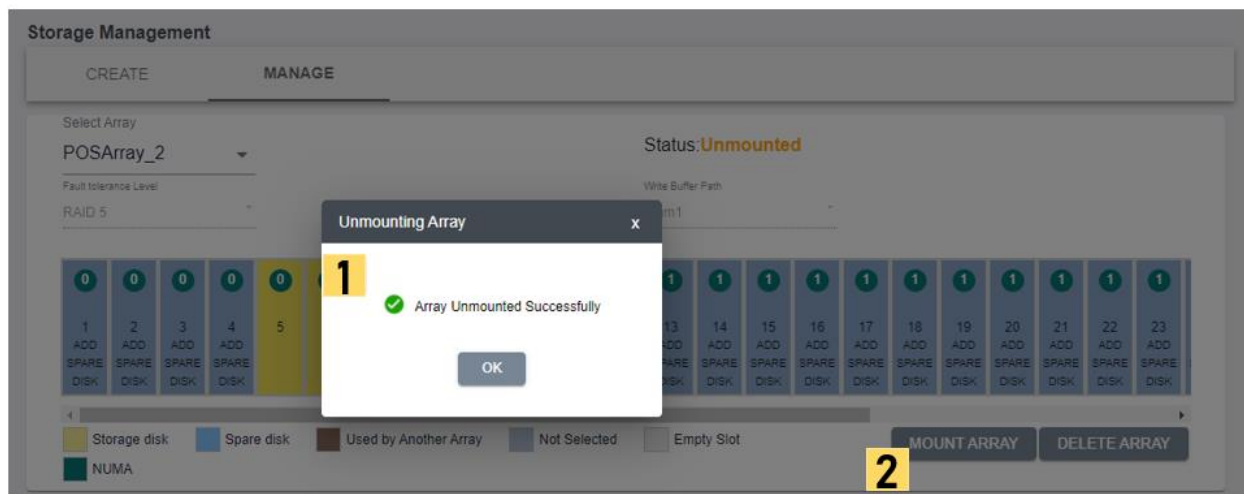 Storage Management
CREATE MANAGE
Select Array
POSArray_2
Status:Unmounted
Fault tolerance Level
Write Buffer Path
RAID 5
m1
Unmounting Array x
1
Array Unmounted Successfully
OK
0 0 0 0 0 1 1 1 1 1 1 1 1 1 1 1
1 2 3 4 5 13 14 15 16 17 18 19 20 21 22 23
ADD ADD ADD ADD ADD ADD ADD ADD ADD ADD ADD ADD ADD ADD ADD
SPARE SPARE SPARE SPARE SPARE SPARE SPARE SPARE SPARE SPARE SPARE SPARE SPARE SPARE
DISK DISK DISK DISK DISK DISK DISK DISK DISK DISK DISK DISK DISK DISK
Storage disk Spare disk Used by Another Array Not Selected Empty Slot
MOUNT ARRAY DELETE ARRAY
NUMA
2